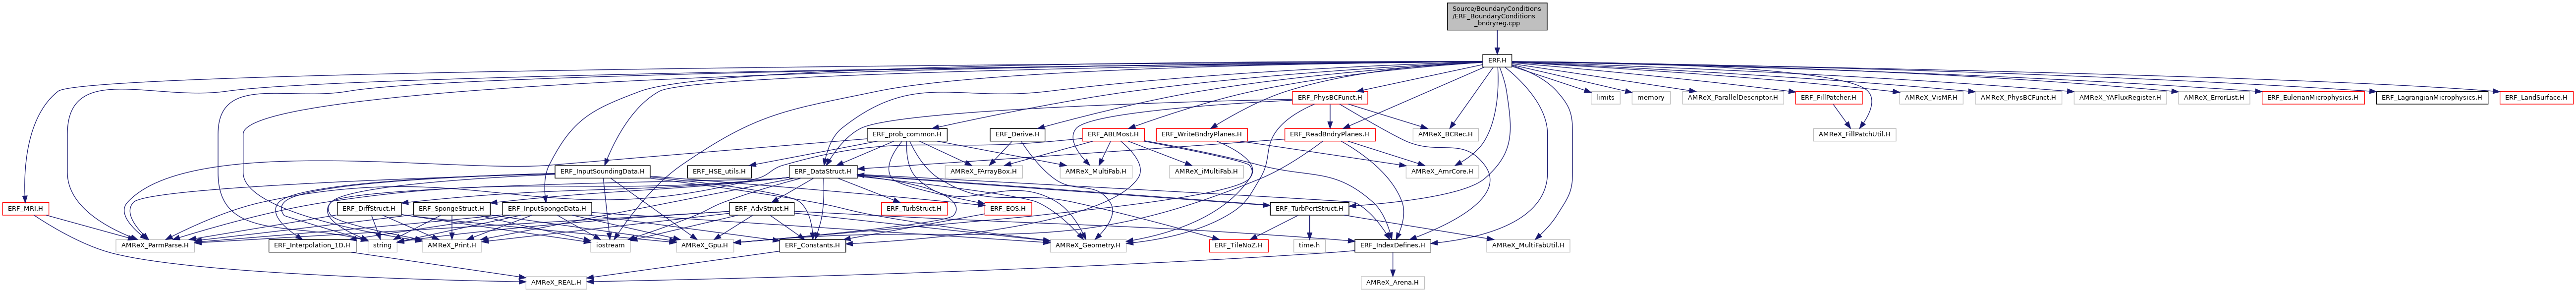 Source/BoundaryConditions
/ERF_BoundaryConditions
_bndryreg.cpp
ERF.H
ERF_PhysBCFunct.H
limits
memory
AMReX_ParallelDescriptor.H
ERF_FillPatcher.H
AMReX_VisMF.H
AMReX_PhysBCFunct.H
AMReX_YAFluxRegister.H
AMReX_ErrorList.H
ERF_EulerianMicrophysics.H
ERF_LagrangianMicrophysics.H
ERF_LandSurface.H
ERF_prob_common.H
ERF_Derive.H
ERF_ABLMost.H
ERF_WriteBndryPlanes.H
ERF_ReadBndryPlanes.H
AMReX_BCRec.H
AMReX_FillPatchUtil.H
ERF_InputSoundingData.H
ERF_HSE_utils.H
ERF_DataStruct.H
AMReX_FArrayBox.H
AMReX_MultiFab.H
AMReX_iMultiFab.H
AMReX_AmrCore.H
ERF_MRI.H
ERF_DiffStruct.H
ERF_SpongeStruct.H
ERF_InputSpongeData.H
ERF_AdvStruct.H
ERF_TurbStruct.H
ERF_EOS.H
ERF_TurbPertStruct.H
AMReX_ParmParse.H
ERF_Interpolation_1D.H
string
AMReX_Print.H
iostream
AMReX_Gpu.H
ERF_Constants.H
AMReX_Geometry.H
ERF_TileNoZ.H
time.h
ERF_IndexDefines.H
AMReX_MultiFabUtil.H
AMReX_REAL.H
AMReX_Arena.H